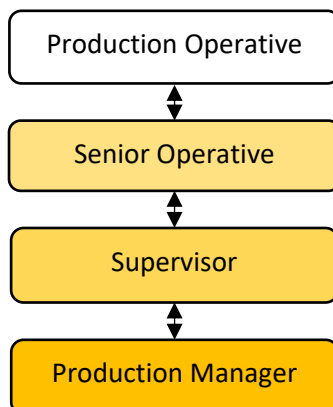 Production Operative
Senior Operative
Supervisor
Production Manager